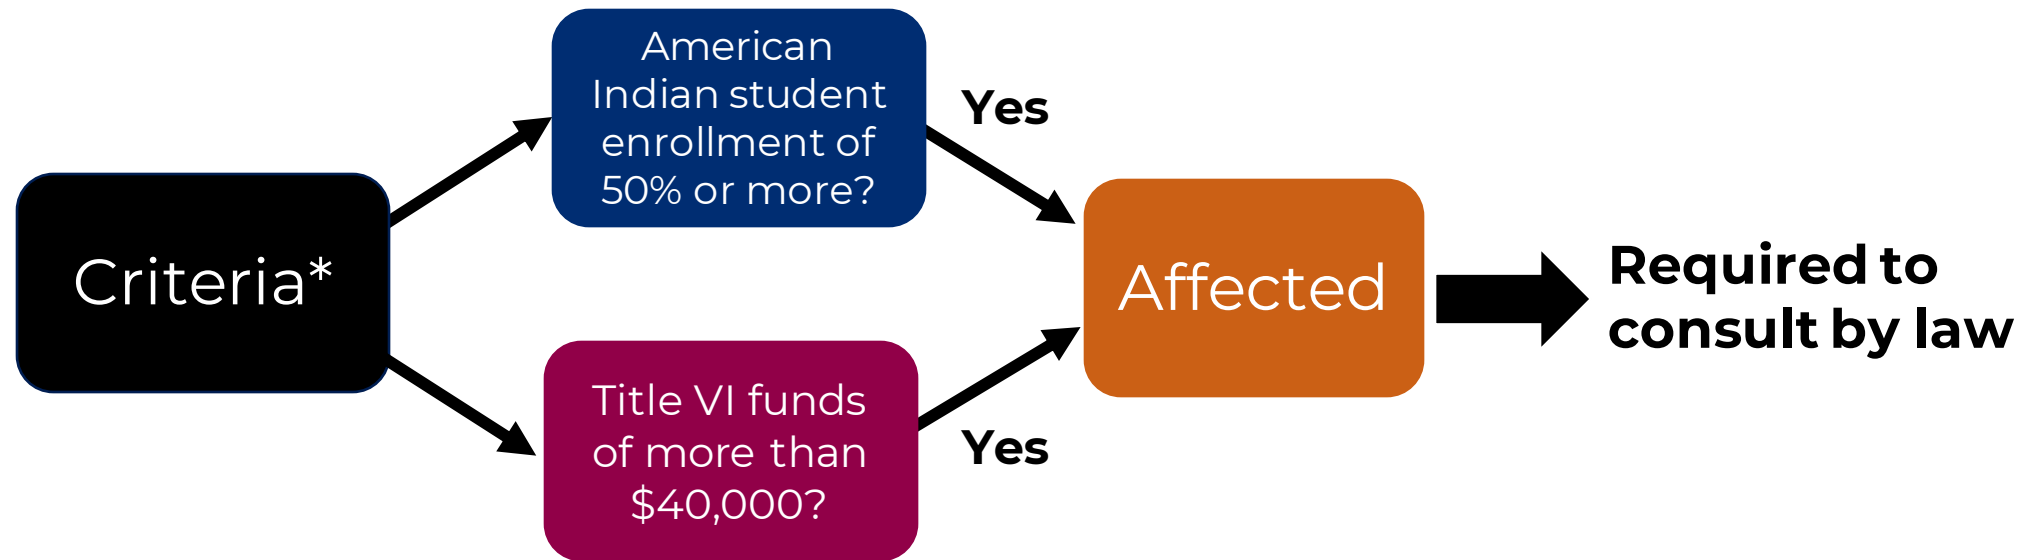 Criteria*
American
Indian student
enrollment of
50% or more?
Yes
Title VI funds
of more than
$40,000?
Yes
Affected
Required to
consult by law